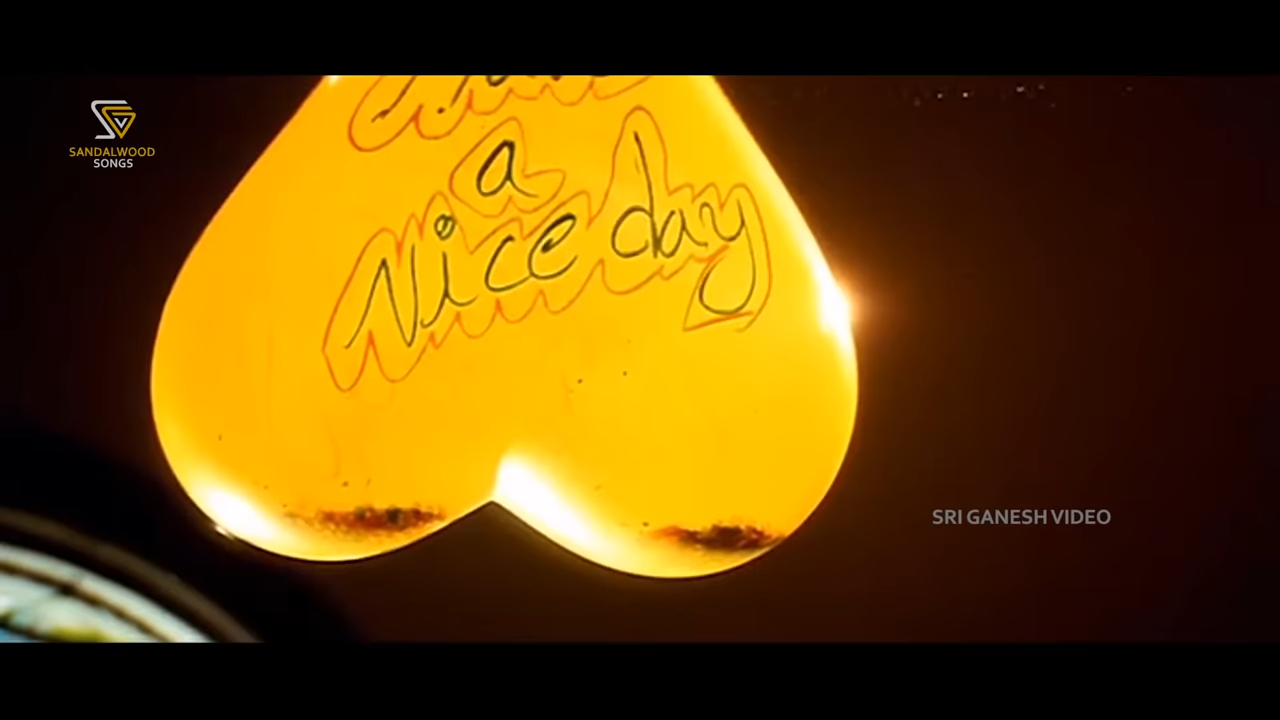 a
Nice day
SANDALWOOD
SONGS
SRI GANESH VIDEO